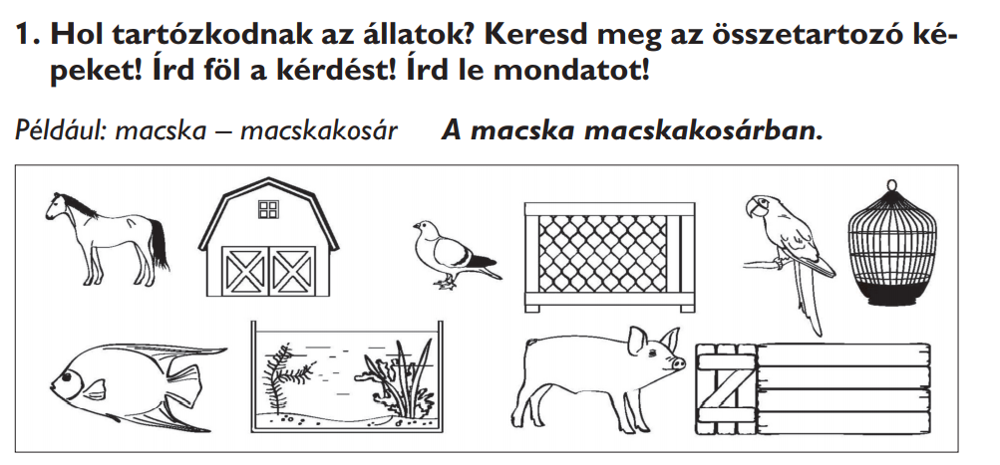 1. Hol tartózkodnak az állatok? Keresd meg az összetartozó ké-
peket! Írd föl a kérdést! Írd le mondatot!
Például: macska – macskakosár A macska macskakosárban.